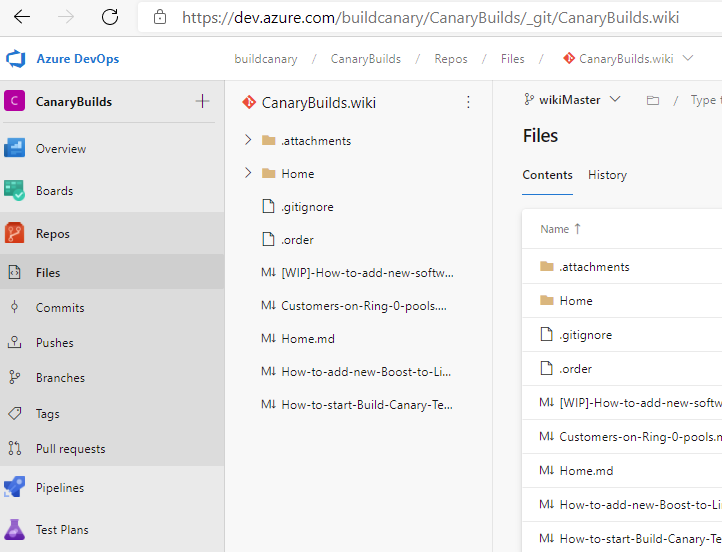 https://dev.azure.com/buildcanary/CanaryBuilds/_git/CanaryBuilds.wiki
Azure DevOps
buildcanary / CanaryBuilds / Repos / Files / CanaryBuilds.wiki
C CanaryBuilds
Overview
Boards
Repos
Files
Commits
Pushes
Branches
Tags
Pull requests
Pipelines
Test Plans
CanaryBuilds.wiki
.attachments
Home
.gitignore
.order
M↓ [WIP]-How-to-add-new-softw...
M↓ Customers-on-Ring-0-pools....
M↓ Home.md
M↓ How-to-add-new-Boost-to-Li...
M↓ How-to-start-Build-Canary-Te...
wikiMaster / Type
Files
Contents History
Name ↑
.attachments
Home
.gitignore
.order
M↓ [WIP]-How-to-add-new-softw
M↓ Customers-on-Ring-0-pools.m
M↓ Home.md
M↓ How-to-add-new-Boost-to-Li
M↓ How-to-start-Build-Canary-Te